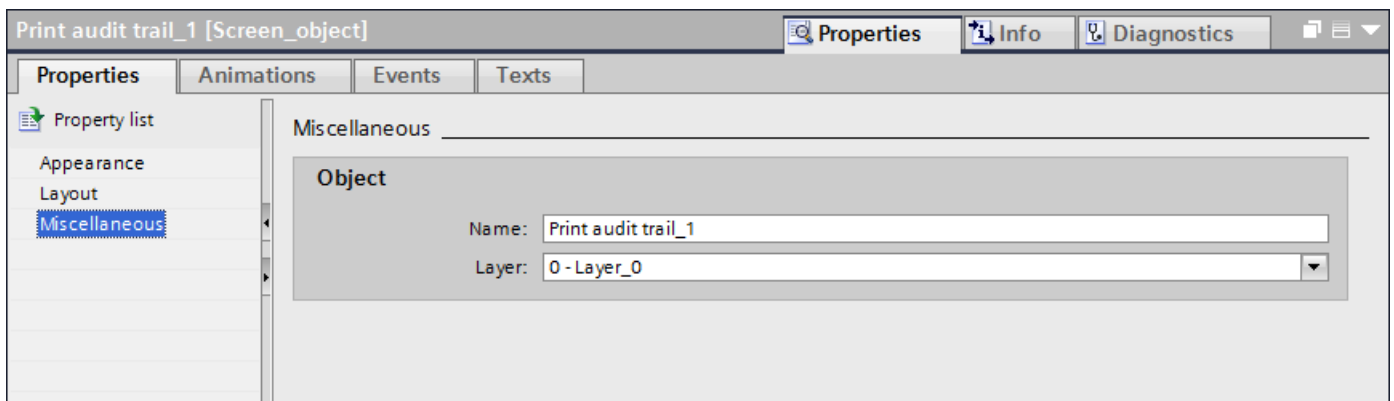 Print audit trail_1 [Screen_object]
Properties
Info
Diagnostics
Properties
Animations
Events
Texts
Property list
Appearance
Layout
Miscellaneous
Miscellaneous
Object
Name: Print audit trail_1
Layer: 0 - Layer_0